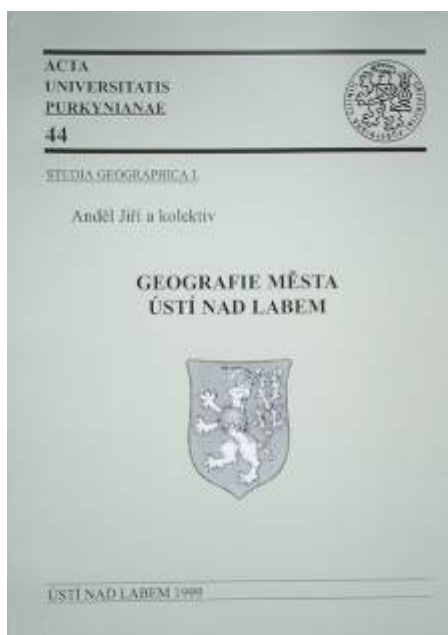 ACTA
UNIVERSITATIS
PURKYNIANAE
44
STUDIA GEOGRAPHICA I.
Anděl Jiří a kolektiv
GEOGRAFIE MĚSTA
ÚSTÍ NAD LABEM
ÚSTÍ NAD LABEM 1999